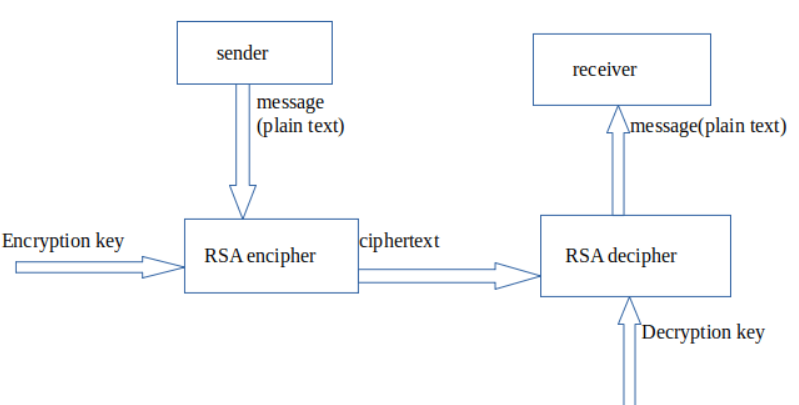 sender
receiver
message
(plain text)
message(plain text)
Encryption key
RSA encipher
ciphertext
RSA decipher
Decryption key